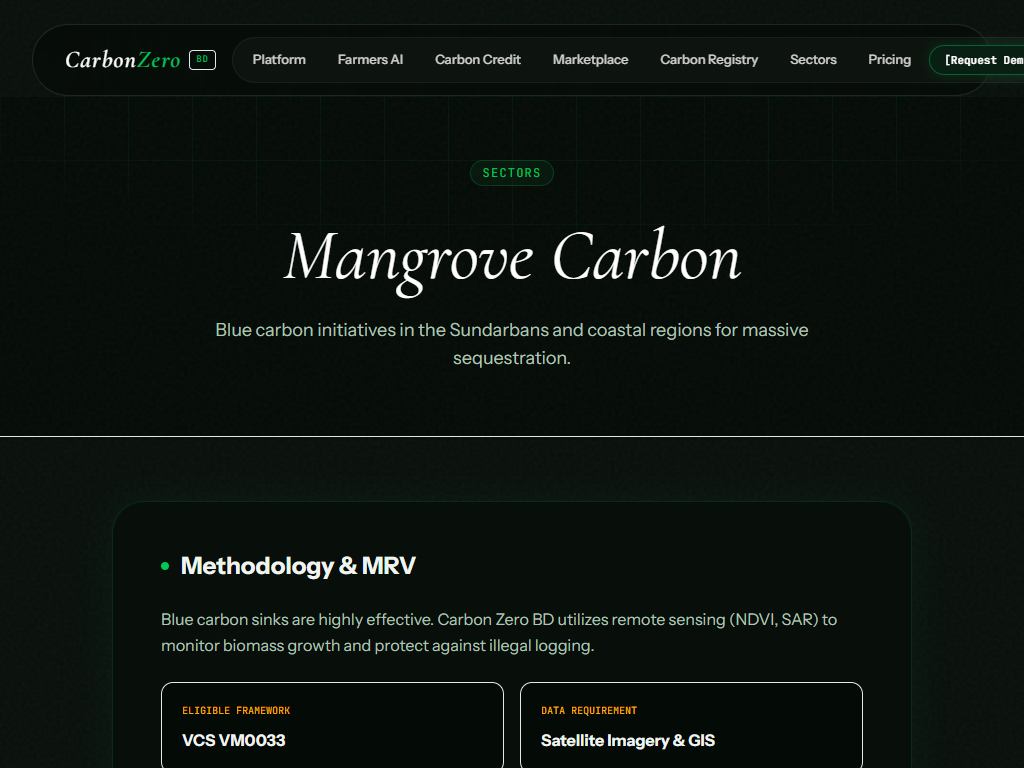 CarbonZero BD
Platform
Farmers AI
Carbon Credit
Marketplace
Carbon Registry
Sectors
Pricing
[Request Dem
SECTORS
Mangrove Carbon
Blue carbon initiatives in the Sundarbans and coastal regions for massive
sequestration.
Methodology & MRV
Blue carbon sinks are highly effective. Carbon Zero BD utilizes remote sensing (NDVI, SAR) to
monitor biomass growth and protect against illegal logging.
ELIGIBLE FRAMEWORK
VCS VM0033
DATA REQUIREMENT
Satellite Imagery & GIS